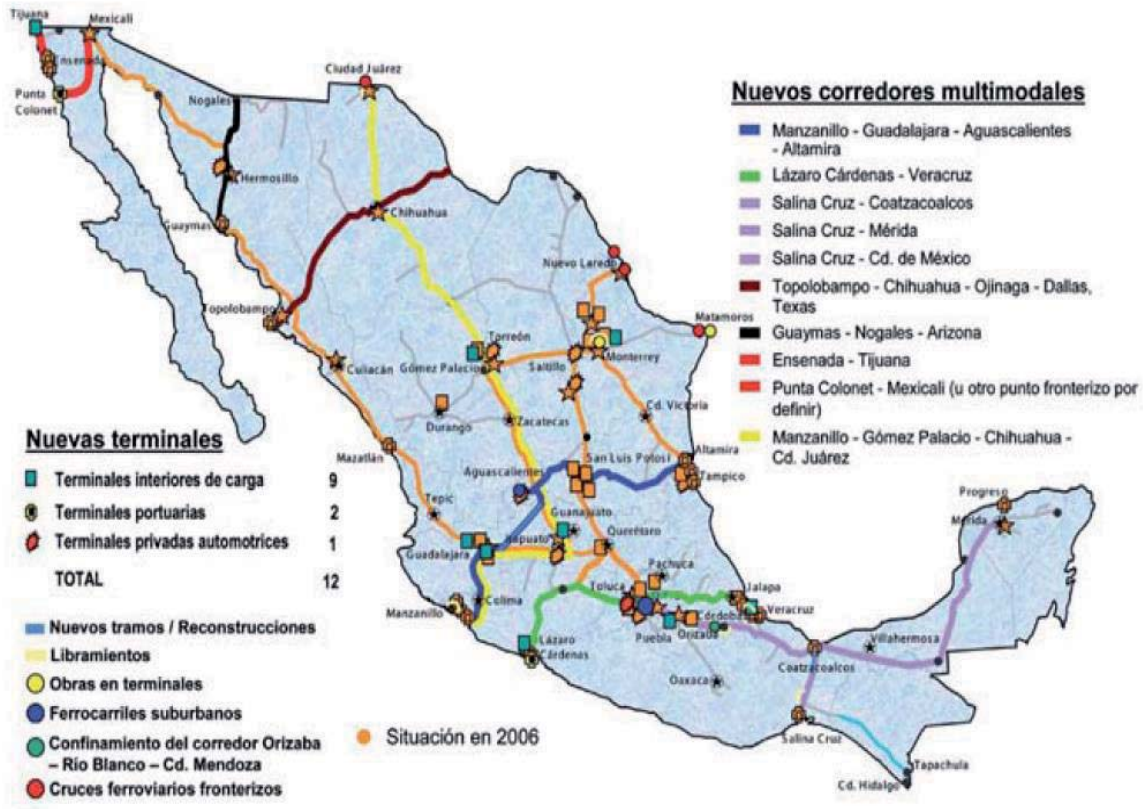 Tijuana
Mexicali
Ensenada
Punta
Colonet
Nogales
Ciudad Juárez
Hermosillo
Guaymas
Chihuahua
Topolobampo
Nuevo Laredo
Matamoros
Torreón
Gómez Palacio
Saltillo
Monterrey
Culiacán
Durango
Zacatecas
Cd. Victoria
Mazatlán
Aguascalientes
San Luis Potosí
Altamira
Tampico
Tepic
Guanajuato
Querétaro
Guadalajara
Irapuato
Pachuca
Manzanillo
Colima
Toluca
Jalapa
Lázaro
Cárdenas
Puebla
Orizaba
Córdoba
Veracruz
Oaxaca
Coatzacoalcos
Villahermosa
Salina Cruz
Tapachula
Cd. Hidalgo
Progreso
Mérida
Nuevos corredores multimodales
Manzanillo - Guadalajara - Aguascalientes
- Altamira
Lázaro Cárdenas - Veracruz
Salina Cruz - Coatzacoalcos
Salina Cruz - Mérida
Salina Cruz - Cd. de México
Topolobampo - Chihuahua - Ojinaga - Dallas,
Texas
Guaymas - Nogales - Arizona
Ensenada - Tijuana
Punta Colonet - Mexicali (u otro punto fronterizo por
definir)
Manzanillo - Gómez Palacio - Chihuahua -
Cd. Juárez
Nuevas terminales
Terminales interiores de carga 9
Terminales portuarias 2
Terminales privadas automotrices 1
TOTAL 12
Nuevos tramos / Reconstrucciones
Libramientos
Obras en terminales
Ferrocarriles suburbanos
Confinamiento del corredor Orizaba
– Río Blanco – Cd. Mendoza
Cruces ferroviarios fronterizos
Situación en 2006